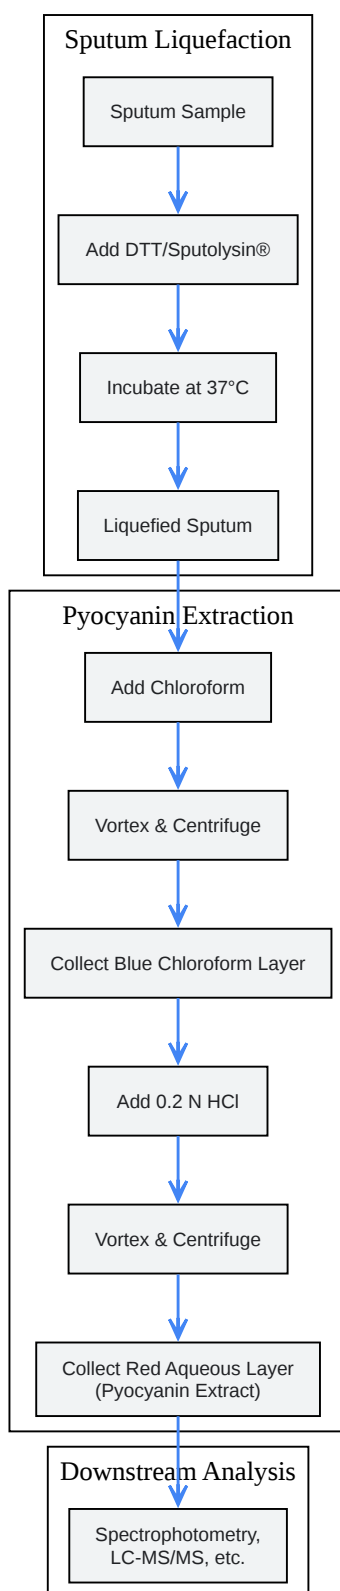 Sputum Liquefaction
Sputum Sample
Add DTT/Sputolysin®
Incubate at 37°C
Liquefied Sputum
Pyocyanin Extraction
Add Chloroform
Vortex & Centrifuge
Collect Blue Chloroform Layer
Add 0.2 N HCl
Vortex & Centrifuge
Collect Red Aqueous Layer
(Pyocyanin Extract)
Downstream Analysis
Spectrophotometry,
LC-MS/MS, etc.